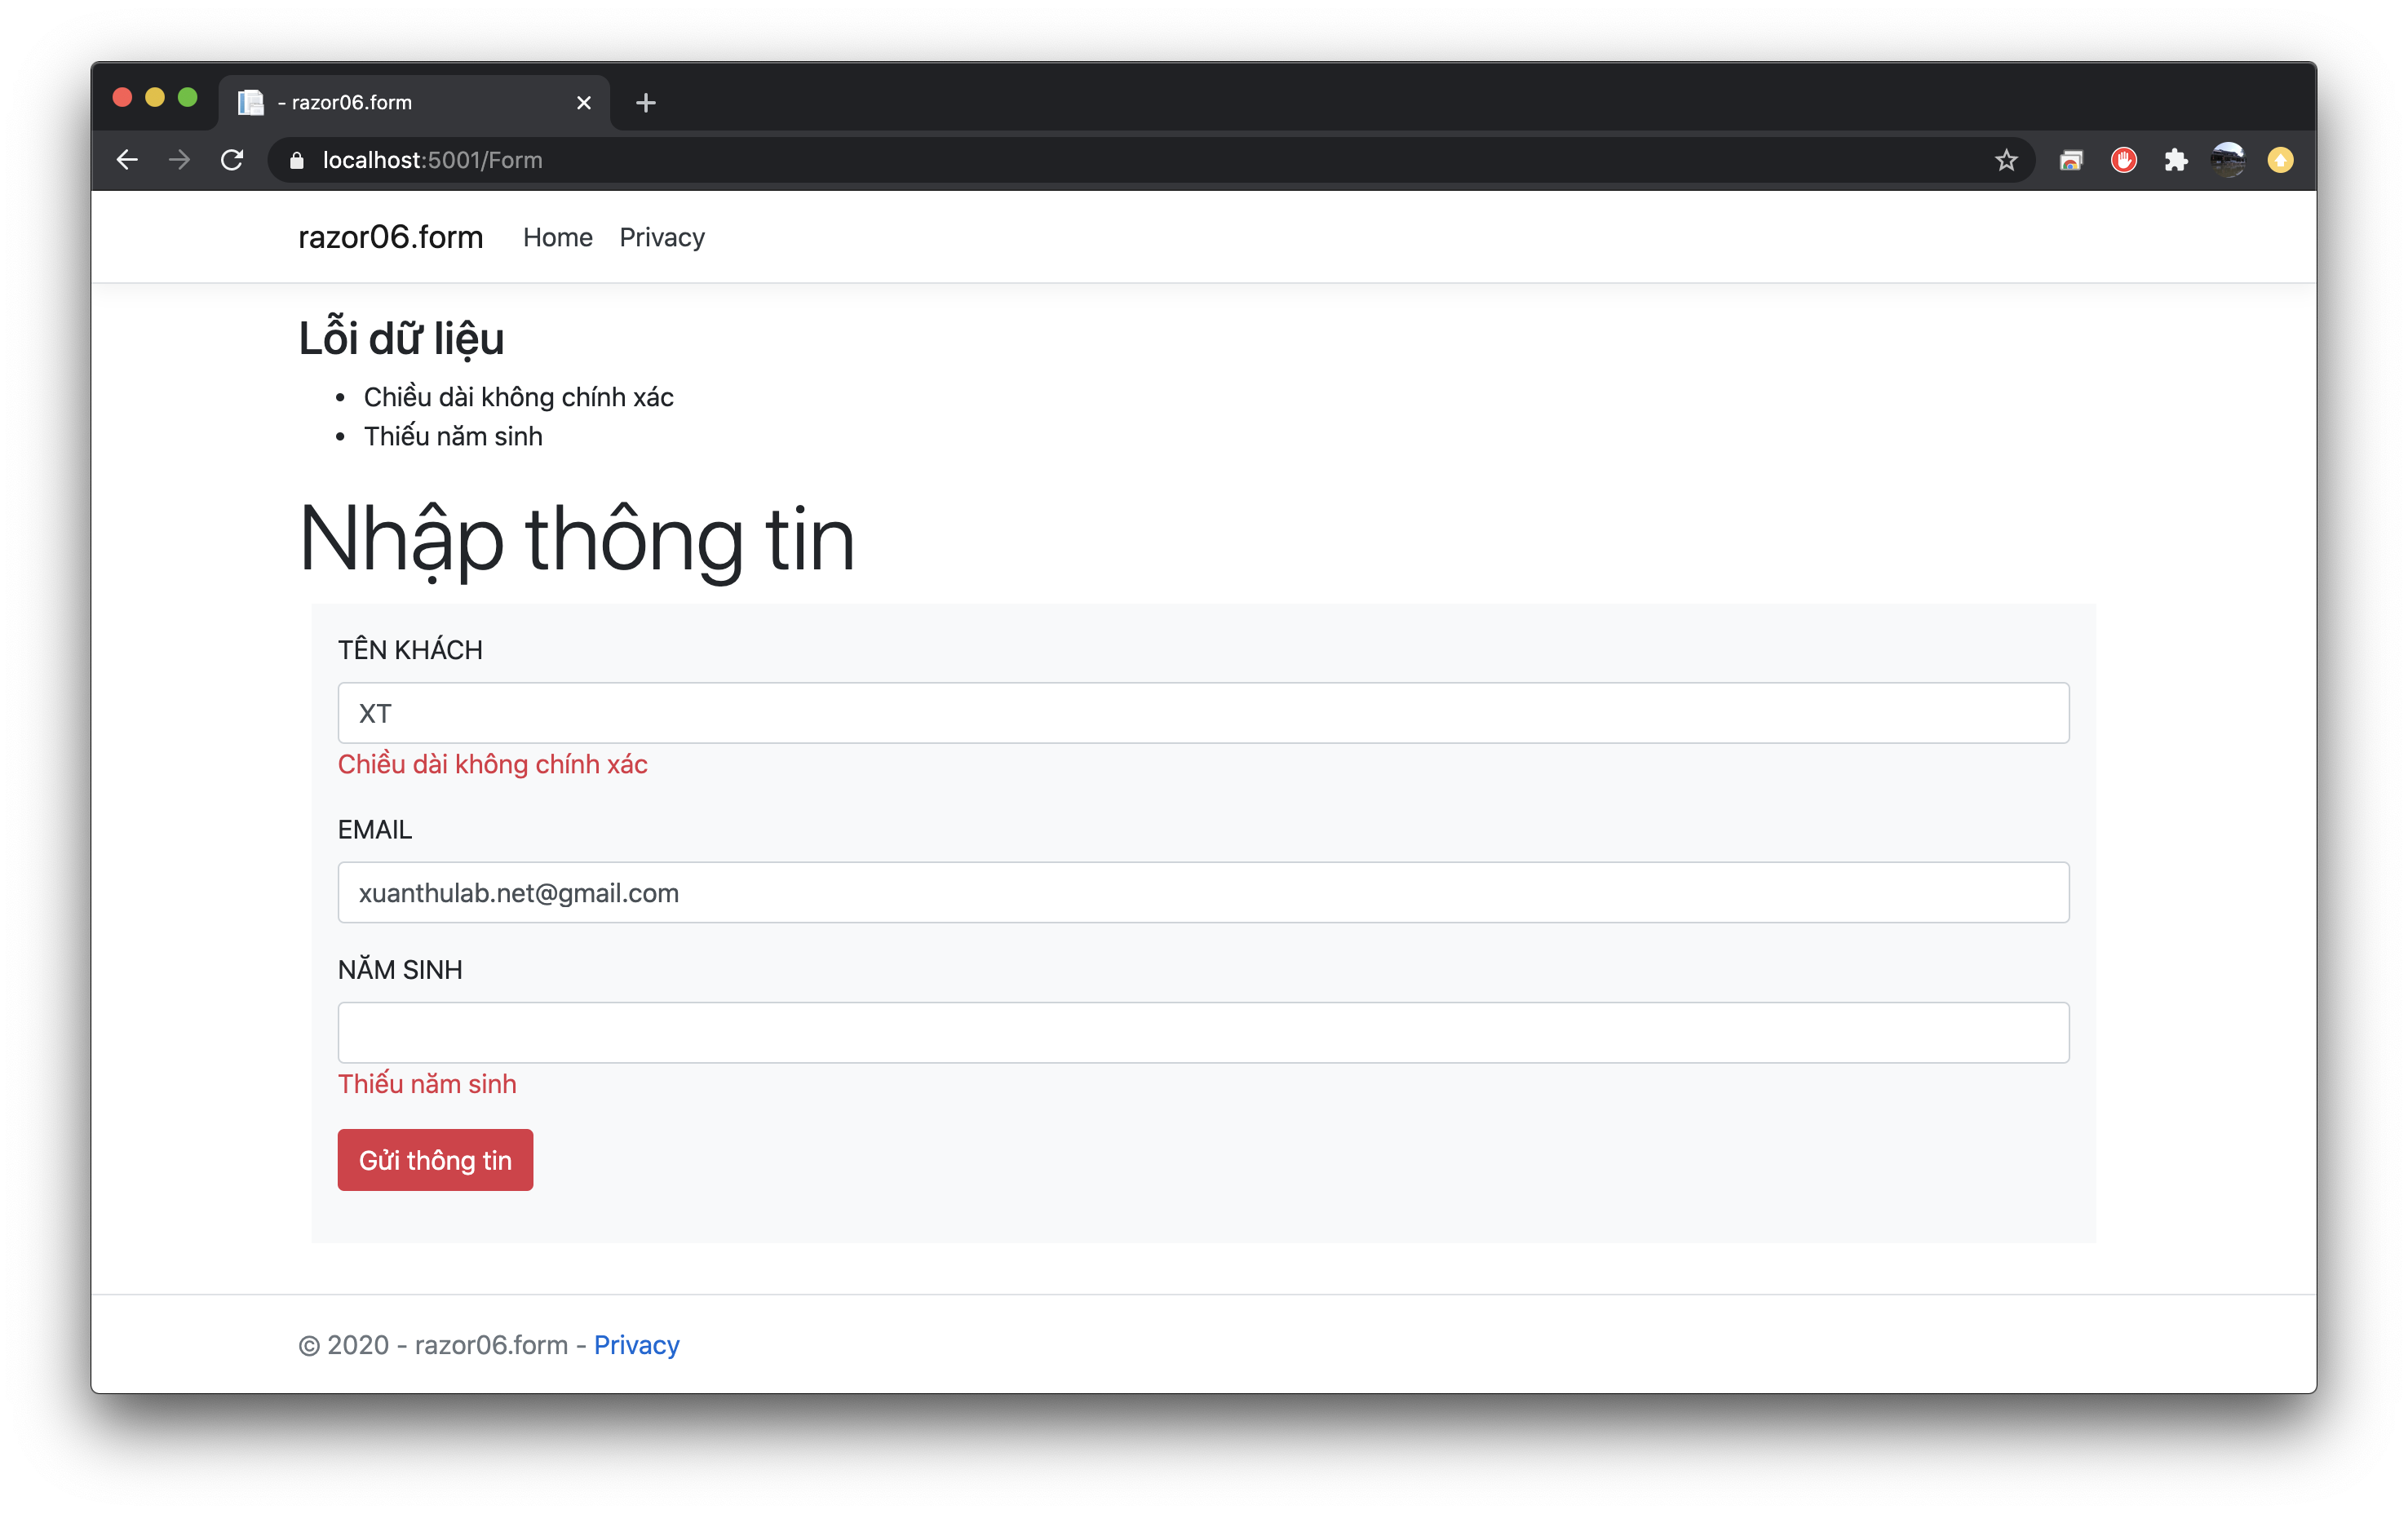 - razor06.form
localhost:5001/Form
razor06.form Home Privacy
Lỗi dữ liệu
• Chiều dài không chính xác
• Thiếu năm sinh
Nhập thông tin
TÊN KHÁCH
XT
Chiều dài không chính xác
EMAIL
xuanthulab.net@gmail.com
NĂM SINH
Thiếu năm sinh
Gửi thông tin
© 2020 - razor06.form - Privacy